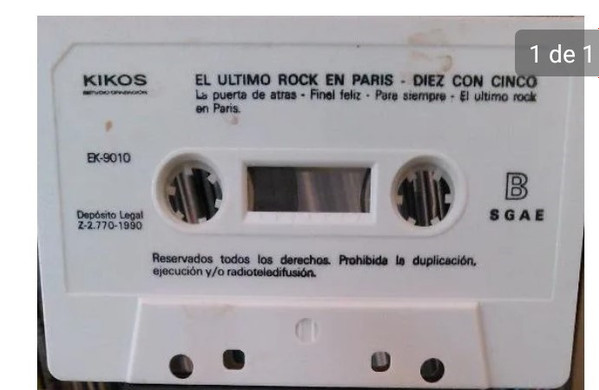 1 de 1
KIKOS
ESTUDIO GRABACION
EL ULTIMO ROCK EN PARIS - DIEZ CON CINCO
La puerta de atras - Final feliz - Para siempre - El ultimo rock
en Paris.
EK-9010
B
SGAE
Depósito Legal
Z-2.770-1990
Reservados todos los derechos. Prohibida la duplicación,
ejecución y/o radioteledifusión.